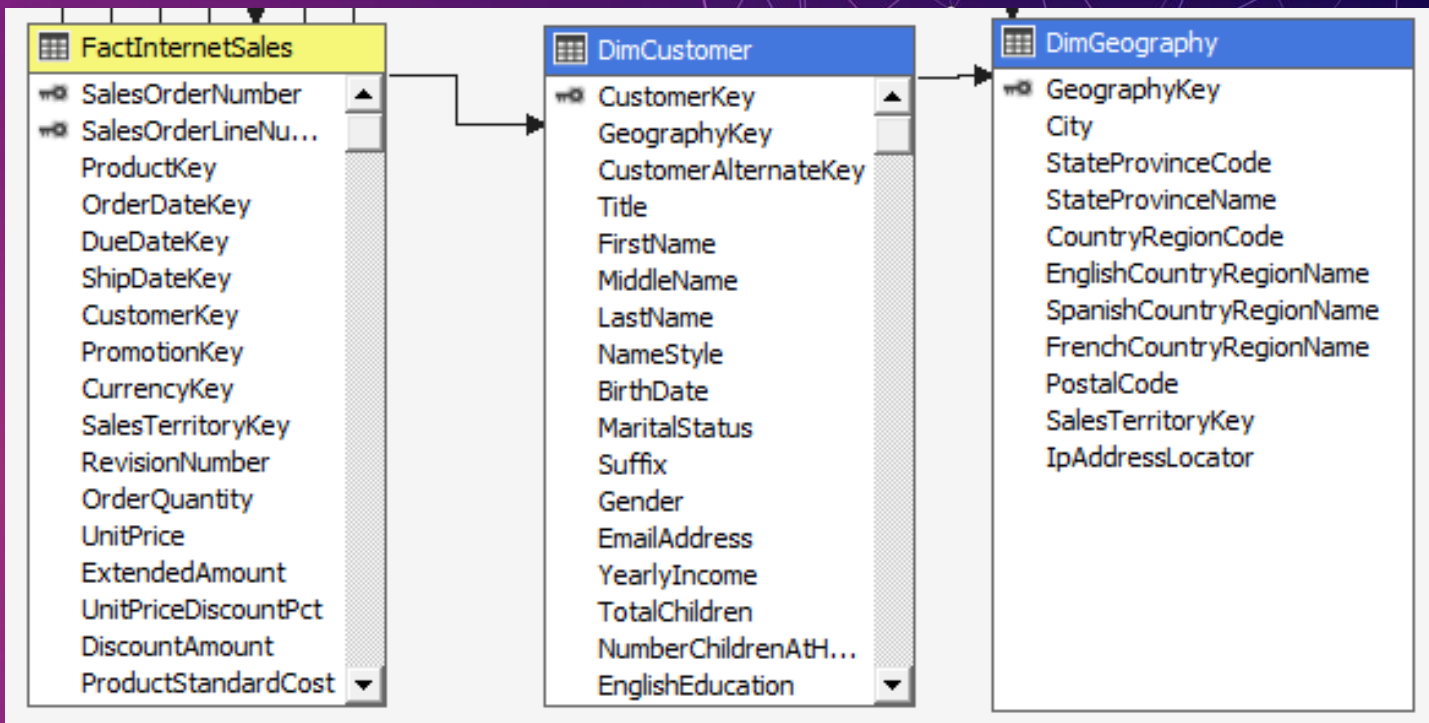 FactInternetSales
SalesOrderNumber
SalesOrderLineNu...
ProductKey
OrderDateKey
DueDateKey
ShipDateKey
CustomerKey
PromotionKey
CurrencyKey
SalesTerritoryKey
RevisionNumber
OrderQuantity
UnitPrice
ExtendedAmount
UnitPriceDiscountPct
DiscountAmount
ProductStandardCost
DimCustomer
CustomerKey
GeographyKey
CustomerAlternateKey
Title
FirstName
MiddleName
LastName
NameStyle
BirthDate
MaritalStatus
Suffix
Gender
EmailAddress
YearlyIncome
TotalChildren
NumberChildrenAtH...
EnglishEducation
DimGeography
GeographyKey
City
StateProvinceCode
StateProvinceName
CountryRegionCode
EnglishCountryRegionName
SpanishCountryRegionName
FrenchCountryRegionName
PostalCode
SalesTerritoryKey
IpAddressLocator